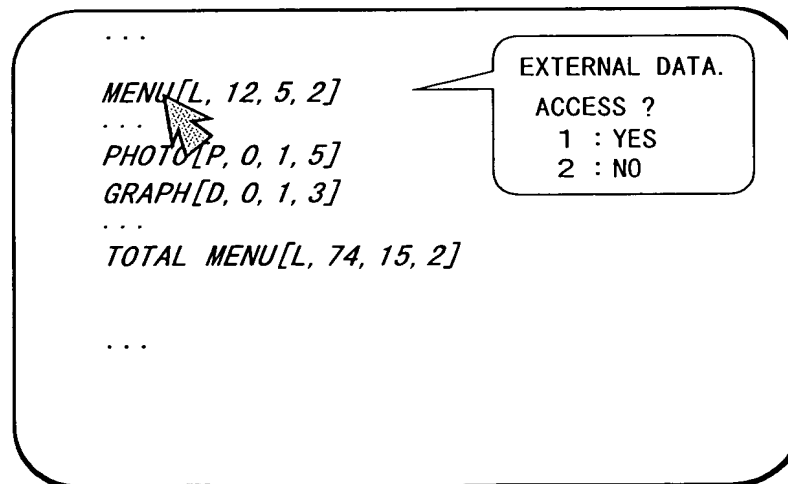 ...
MENU[L, 12, 5, 2]
...
PHOTO[P, 0, 1, 5]
GRAPH[D, 0, 1, 3]
...
TOTAL MENU[L, 74, 15, 2]
...
EXTERNAL DATA.
ACCESS ?
1 : YES
2 : NO